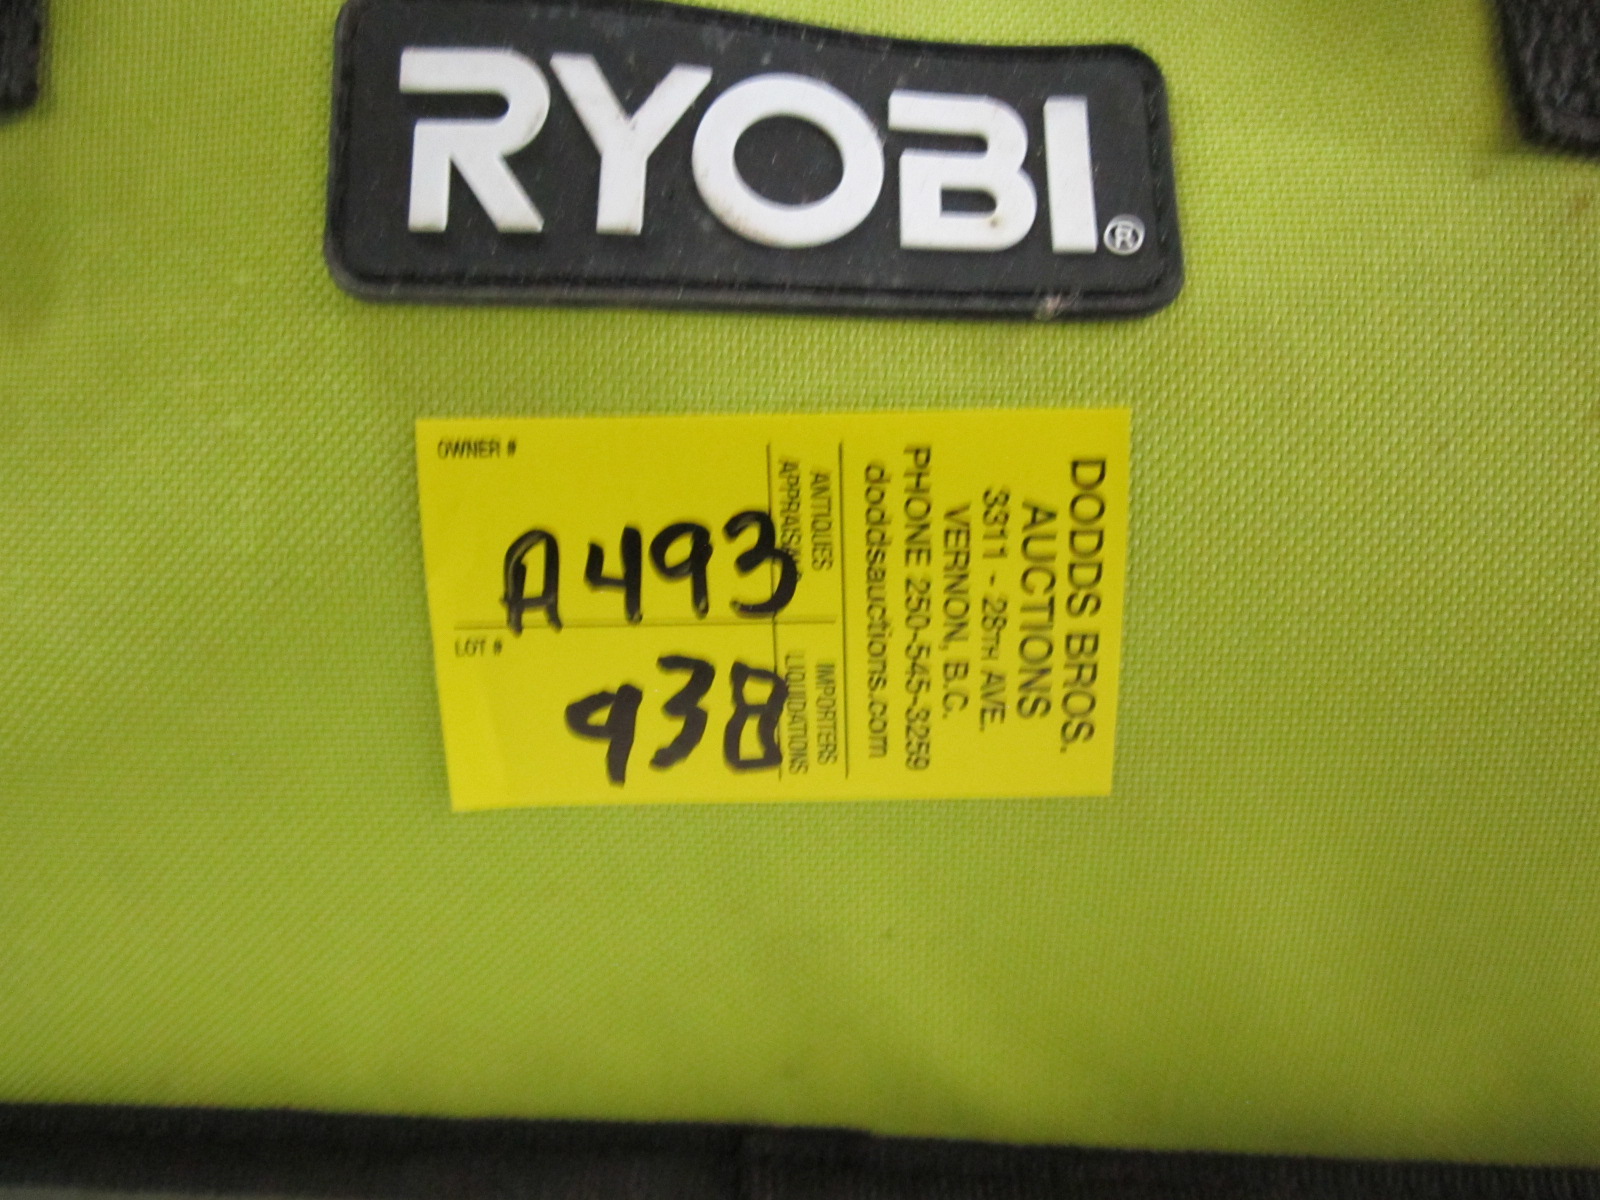 RYOBI®
OWNER #
A493
LOT #
938
DODDS BROS.
AUCTIONS
3311 - 28TH AVE.
VERNON, B.C.
PHONE 250-545-3259
doddsauctions.com
ANTIQUES
IMPORTERS
LIQUIDATIONS